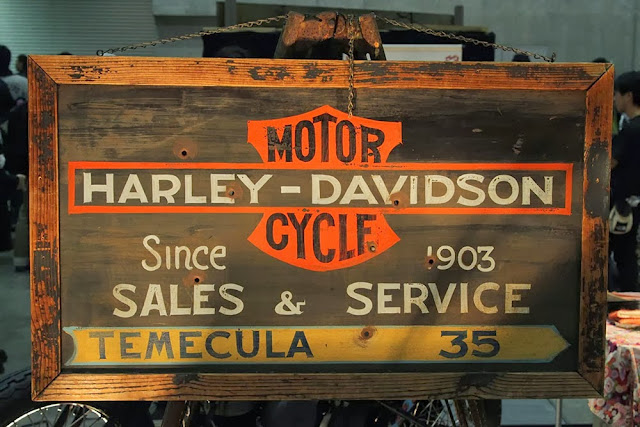 MOTOR
HARLEY-DAVIDSON
CYCLE
Since 1903
SALES & SERVICE
TEMECULA 35